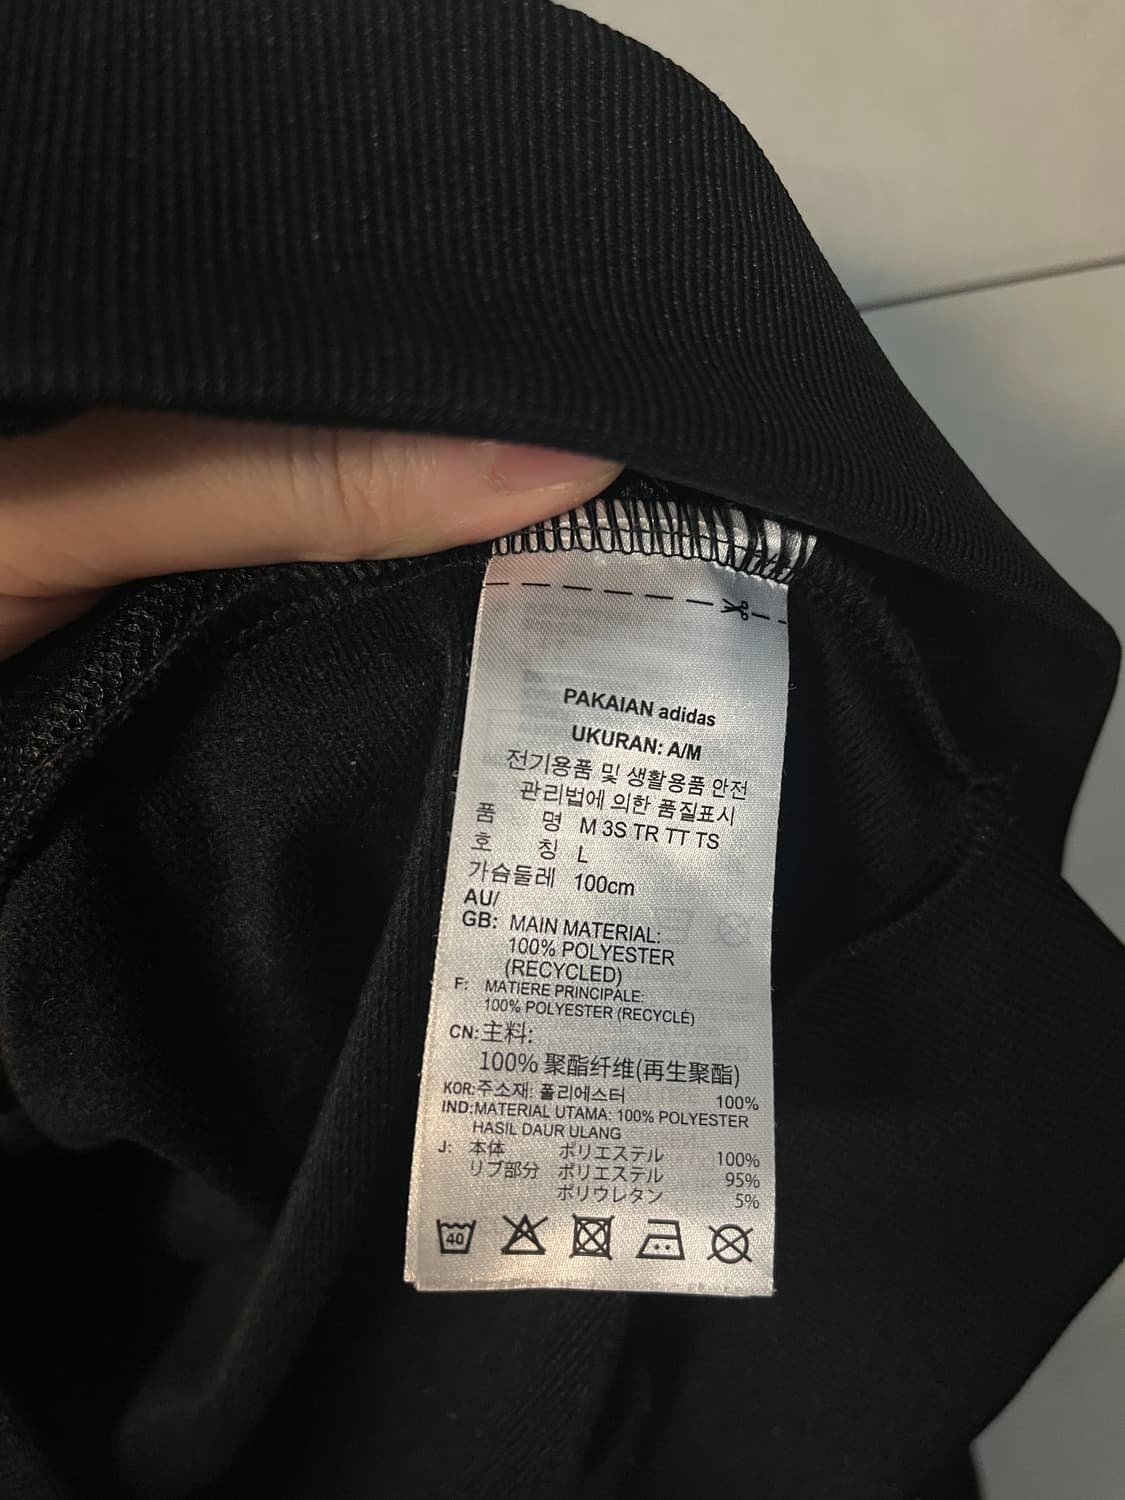 PAKAIAN adidas
UKURAN: A/M
전기용품 및 생활용품 안전
관리법에 의한 품질표시
품 명 M 3S TR TT TS
호 칭 L
가슴둘레 100cm
AU/
GB: MAIN MATERIAL:
100% POLYESTER
(RECYCLED)
F: MATIERE PRINCIPALE:
100% POLYESTER (RECYCLÉ)
CN: 主料:
100% 聚酯纤维(再生聚酯)
KOR: 주소재: 폴리에스터 100%
IND: MATERIAL UTAMA: 100% POLYESTER
HASIL DAUR ULANG
J: 本体 ポリエステル 100%
リブ部分 ポリエステル 95%
ポリウレタン 5%
40